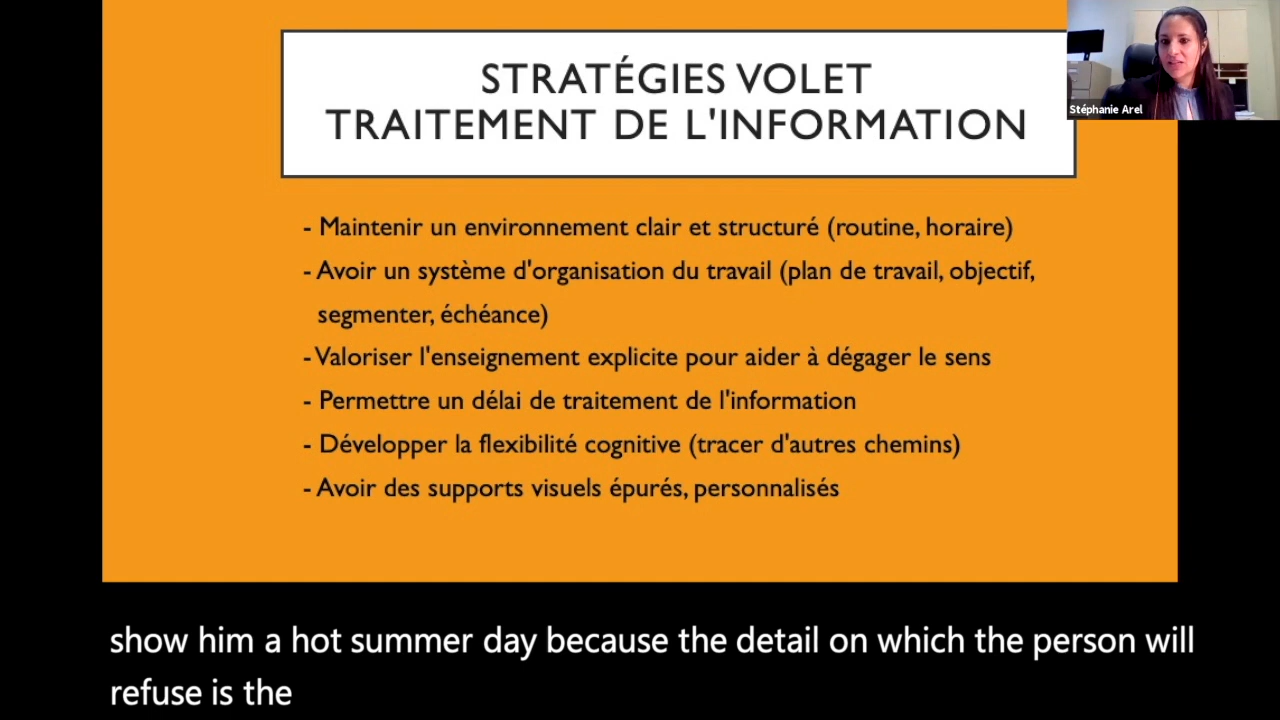 STRATÉGIES VOLET
TRAITEMENT DE L'INFORMATION
Stéphanie Arel
- Maintenir un environnement clair et structuré (routine, horaire)
- Avoir un système d'organisation du travail (plan de travail, objectif,
segmenter, échéance)
- Valoriser l'enseignement explicite pour aider à dégager le sens
- Permettre un délai de traitement de l'information
- Développer la flexibilité cognitive (tracer d'autres chemins)
- Avoir des supports visuels épurés, personnalisés
show him a hot summer day because the detail on which the person will
refuse is the